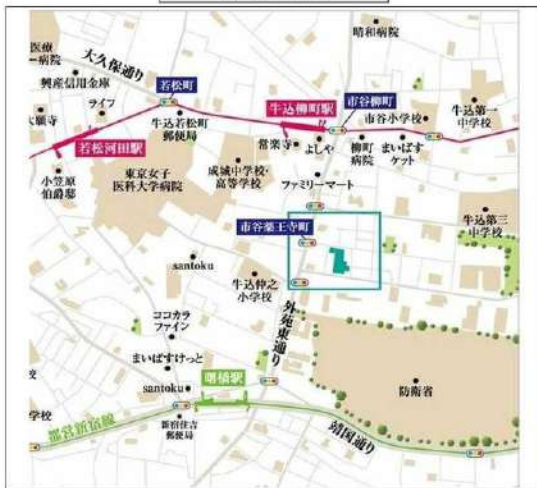 昭和病院
医療
病院
大久保通り
興産信用金庫
若松町
牛込柳町駅
市谷柳町
ライフ
牛込第一
中学校
市谷小学校
牛込若松町
郵便局
常楽寺
よしや
柳町
病院
まいばす
ケット
若松河田駅
東京女子
医科大学病院
成城中学校・
高等学校
ファミリーマート
小笠原
伯爵邸
市谷薬王寺町
牛込第三
中学校
santoku
牛込仲之
小学校
外苑東通り
ココカラ
ファイン
まいばすけっと
santoku
曙橋駅
防衛省
学校
都営新宿線
新宿住吉
郵便局
靖国通り